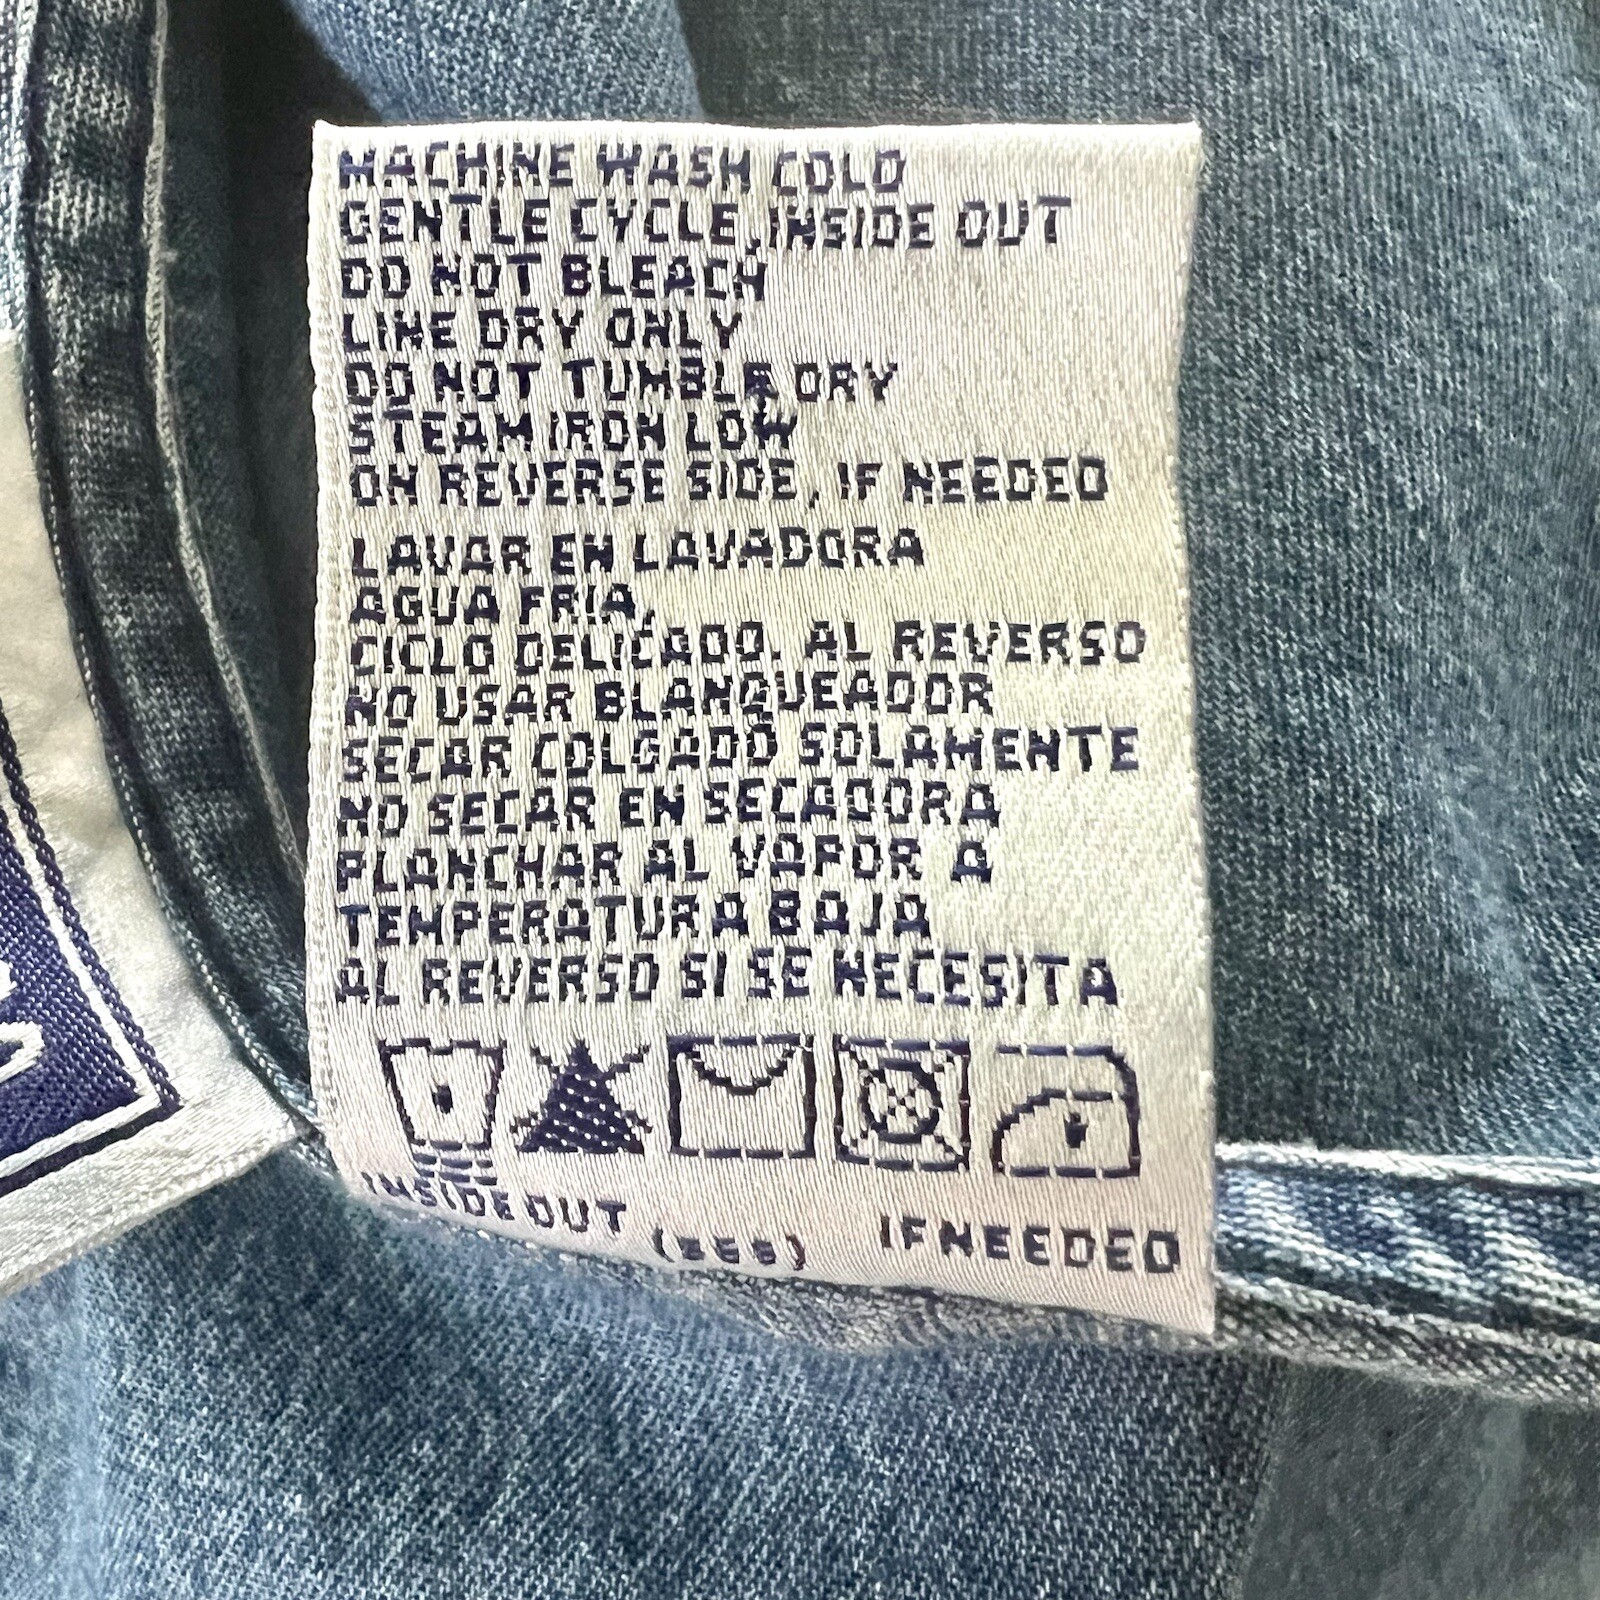 MACHINE WASH COLD
GENTLE CYCLE, INSIDE OUT
DO NOT BLEACH
LINE DRY ONLY
DO NOT TUMBLE DRY
STEAM IRON LOW
ON REVERSE SIDE, IF NEEDED
LAVAR EN LAVADORA
AGUA FRIA,
CICLO DELICADO, AL REVERSO
NO USAR BLANQUEADOR
SECAR COLGADO SOLAMENTE
NO SECAR EN SECADORA
PLANCHAR AL VAPOR A
TEMPERATURA BAJA
AL REVERSO SI SE NECESITA
INSIDE OUT IF NEEDED